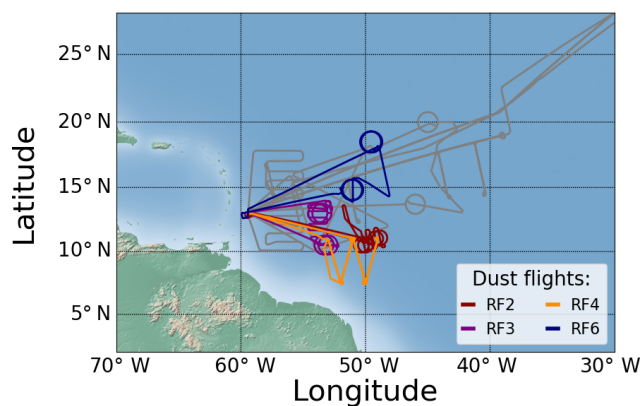 25° N
20° N
15° N
10° N
5° N
Latitude
Dust flights:
RF2 RF4
RF3 RF6
70° W 60° W 50° W 40° W 30° W
Longitude